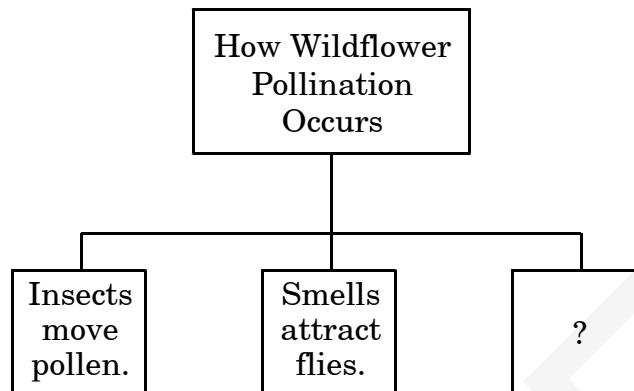 How Wildflower
Pollination
Occurs
Insects
move
pollen.
Smells
attract
flies.
?